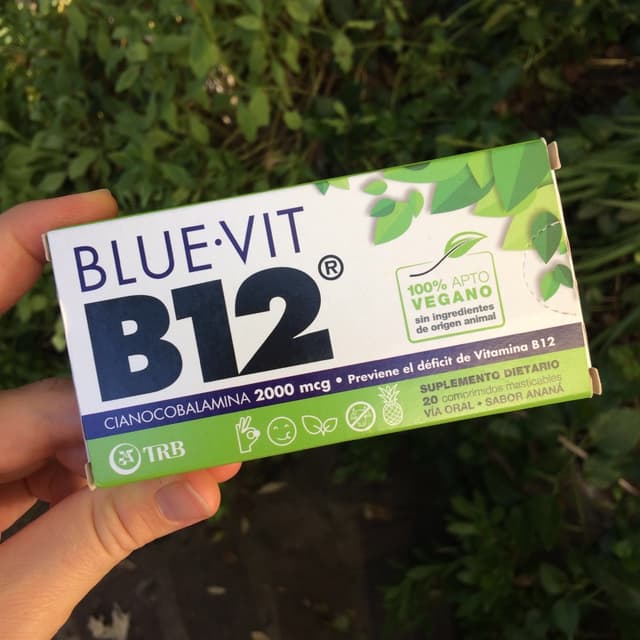 BLUE·VIT
B12®
100% APTO
VEGANO
sin ingredientes
de origen animal
CIANOCOBALAMINA 2000 mcg • Previene el déficit de Vitamina B12
SUPLEMENTO DIETARIO
20 comprimidos masticables
VÍA ORAL • SABOR ANANÁ
TRB